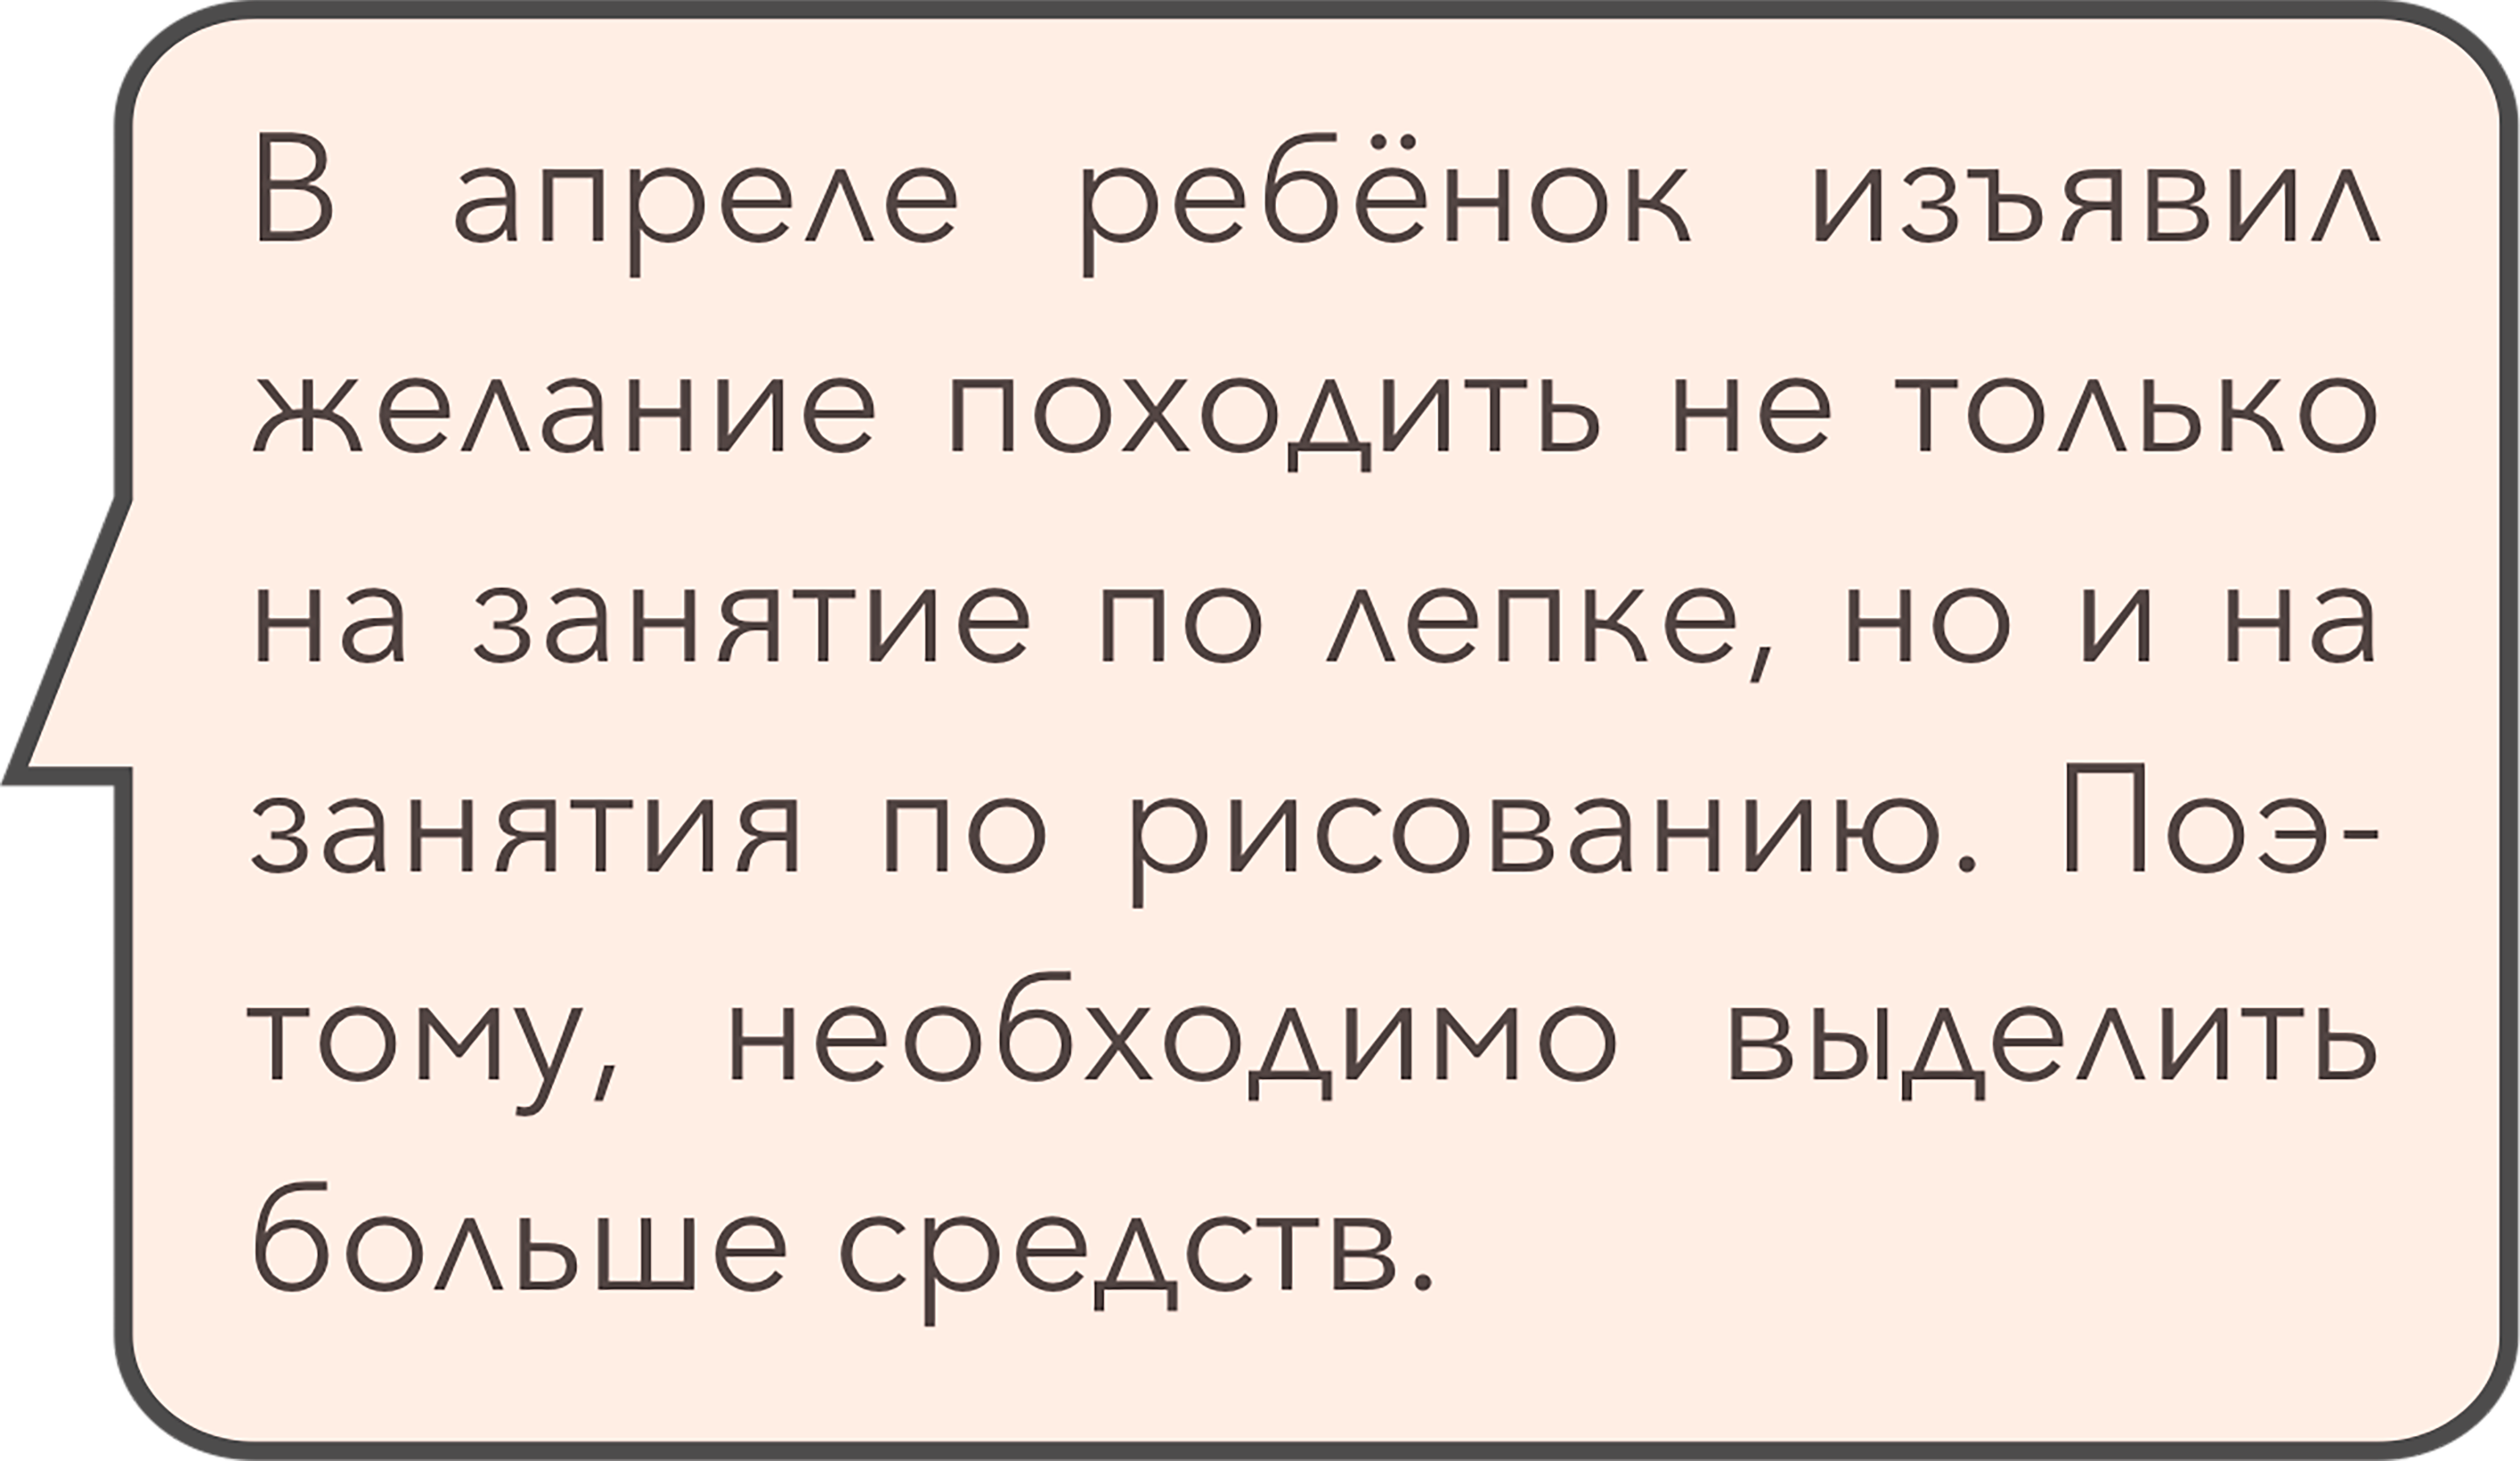 В апреле ребёнок изъявил
желание походить не только
на занятие по лепке, но и на
занятия по рисованию. Поэ-
тому, необходимо выделить
больше средств.